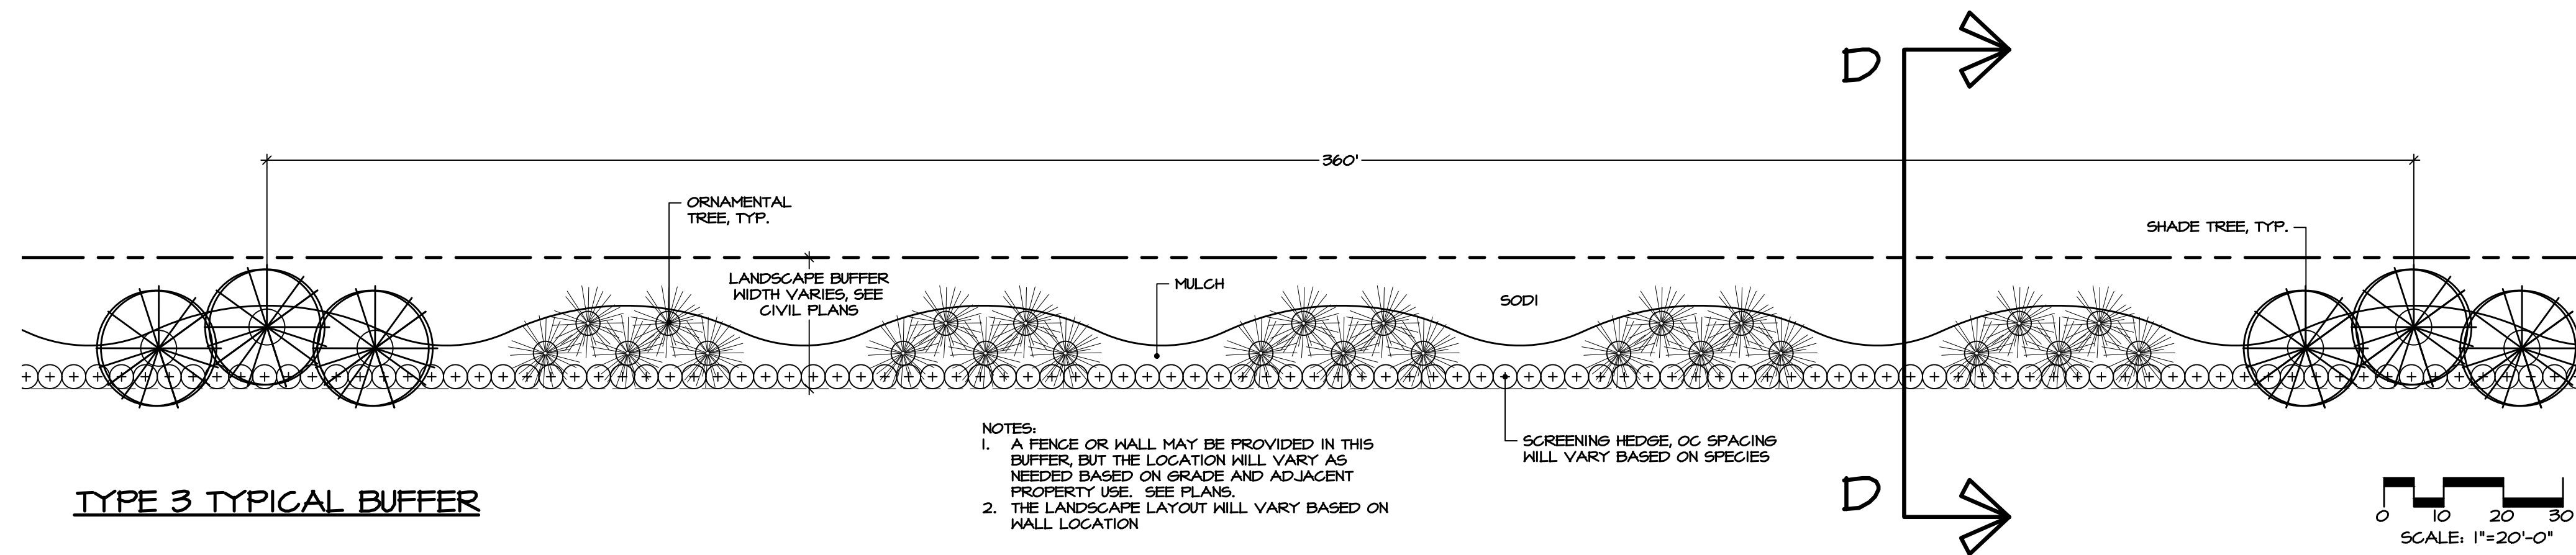 D
360'
ORNAMENTAL
TREE, TYP.
SHADE TREE, TYP.
LANDSCAPE BUFFER
WIDTH VARIES, SEE
CIVIL PLANS
MULCH
SOD|
NOTES:
1. A FENCE OR WALL MAY BE PROVIDED IN THIS
BUFFER, BUT THE LOCATION WILL VARY AS
NEEDED BASED ON GRADE AND ADJACENT
PROPERTY USE. SEE PLANS.
2. THE LANDSCAPE LAYOUT WILL VARY BASED ON
WALL LOCATION
SCREENING HEDGE, OC SPACING
WILL VARY BASED ON SPECIES
D
TYPE 3 TYPICAL BUFFER
0 10 20 30
SCALE: 1"=20'-0"